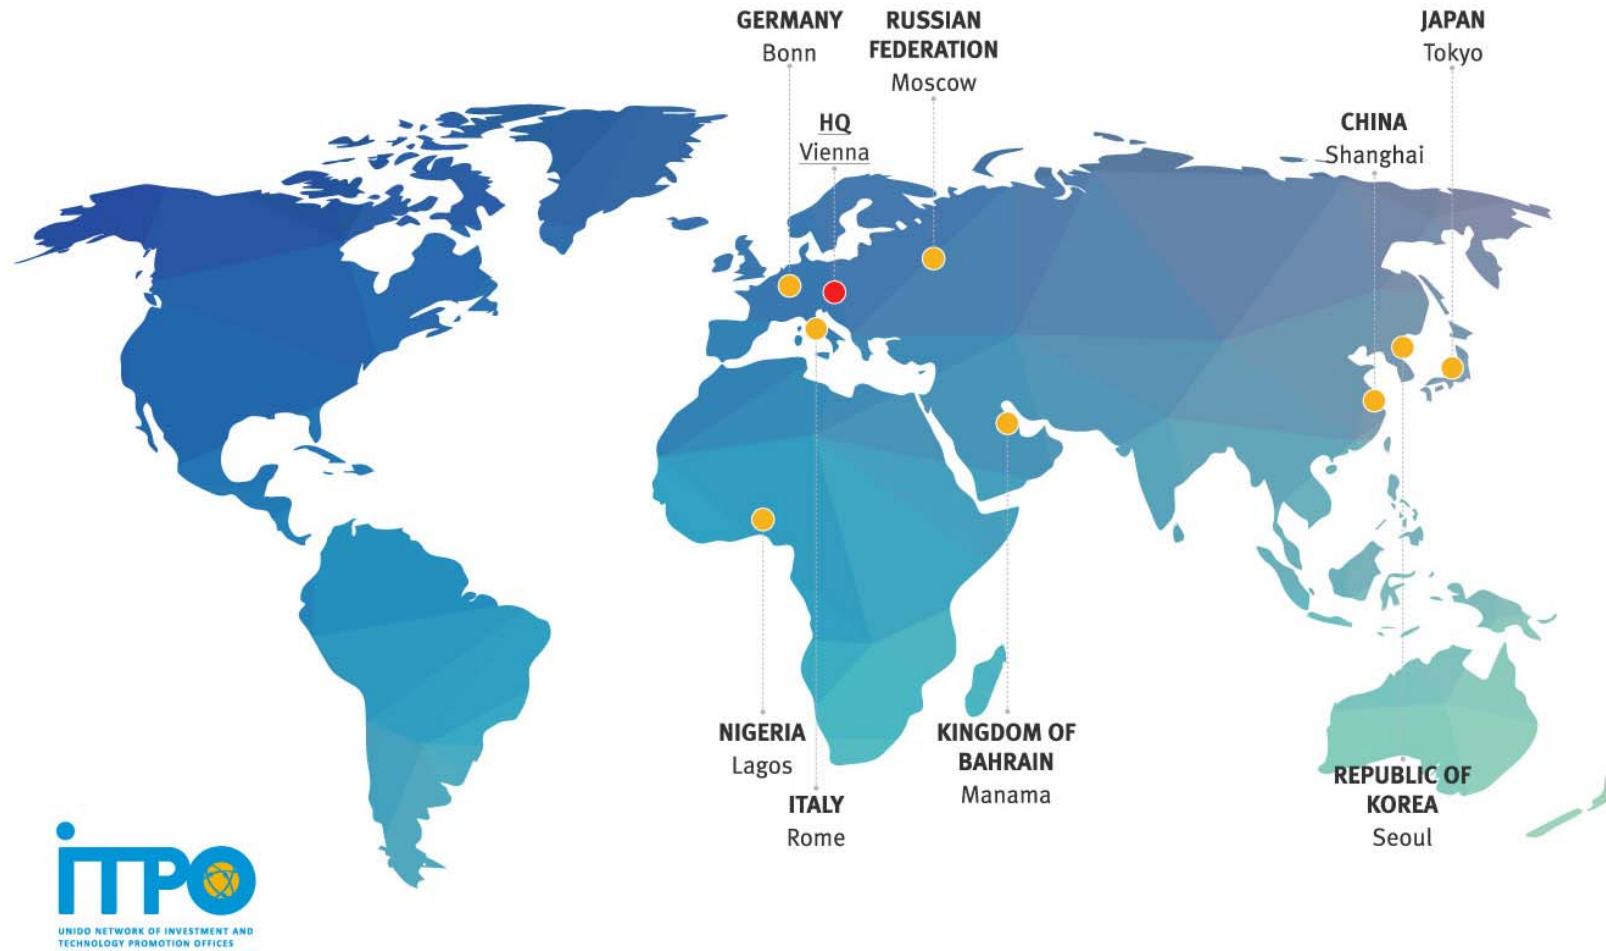 GERMANY
Bonn
RUSSIAN
FEDERATION
Moscow
JAPAN
Tokyo
HQ
Vienna
CHINA
Shanghai
NIGERIA
Lagos
ITALY
Rome
KINGDOM OF
BAHRAIN
Manama
REPUBLIC OF
KOREA
Seoul
iTPO
UNIDO NETWORK OF INVESTMENT AND
TECHNOLOGY PROMOTION OFFICES